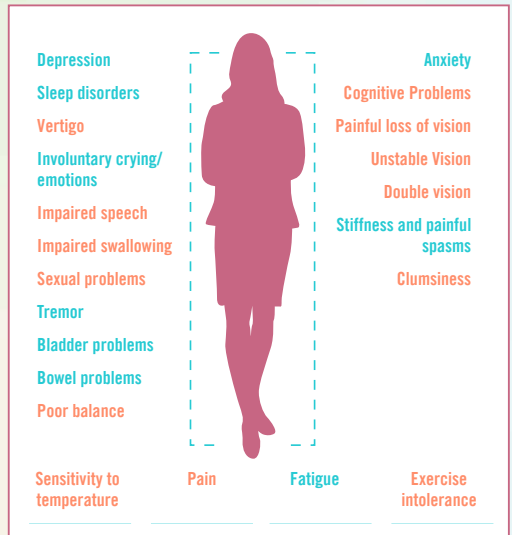 Depression
Sleep disorders
Vertigo
Involuntary crying/
emotions
Impaired speech
Impaired swallowing
Sexual problems
Tremor
Bladder problems
Bowel problems
Poor balance
Anxiety
Cognitive Problems
Painful loss of vision
Unstable Vision
Double vision
Stiffness and painful
spasms
Clumsiness
Sensitivity to
temperature
Pain
Fatigue
Exercise
intolerance